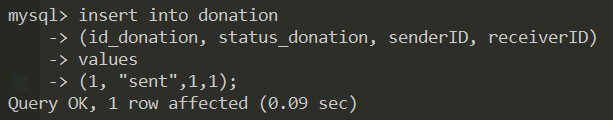 mysql> insert into donation
-> (id_donation, status_donation, senderID, receiverID)
-> values
-> (1, "sent",1,1);
Query OK, 1 row affected (0.09 sec)